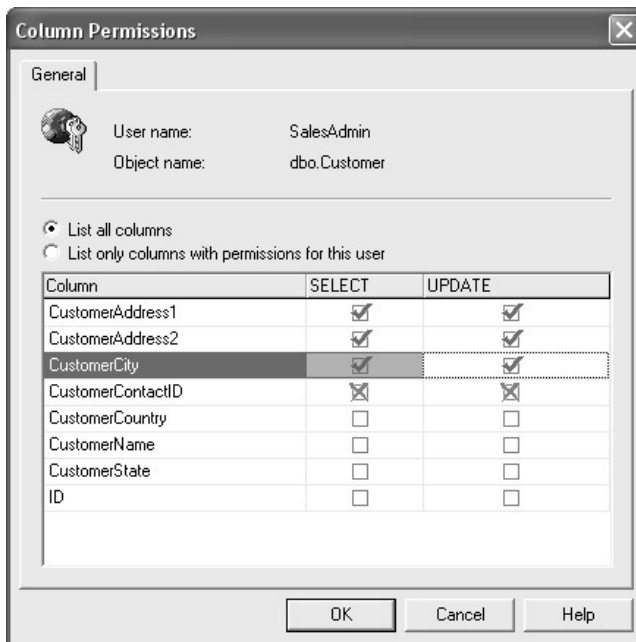 Column Permissions
General
User name: SalesAdmin
Object name: dbo.Customer
List all columns
List only columns with permissions for this user
Column SELECT UPDATE
CustomerAddress1
CustomerAddress2
CustomerCity
CustomerContactID
CustomerCountry
CustomerName
CustomerState
ID
OK Cancel Help